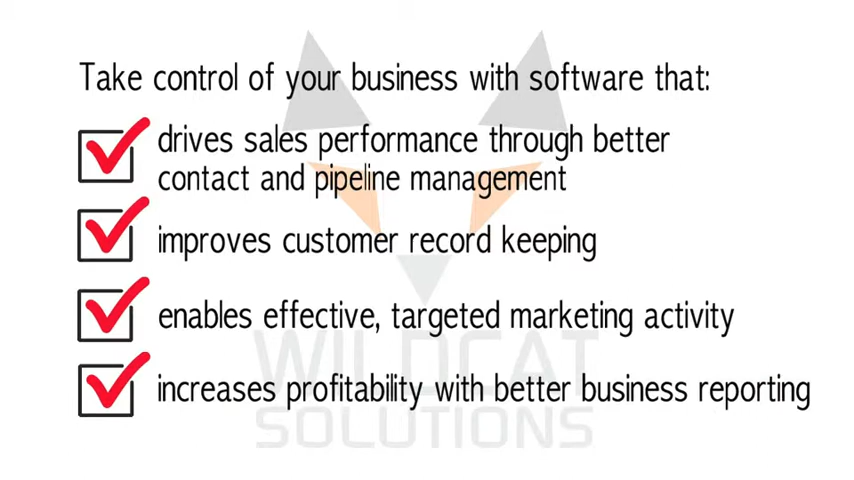 Take control of your business with software that:
drives sales performance through better
contact and pipeline management
improves customer record keeping
enables effective, targeted marketing activity
WILDCAT
increases profitability with better business reporting
SOLUTIONS